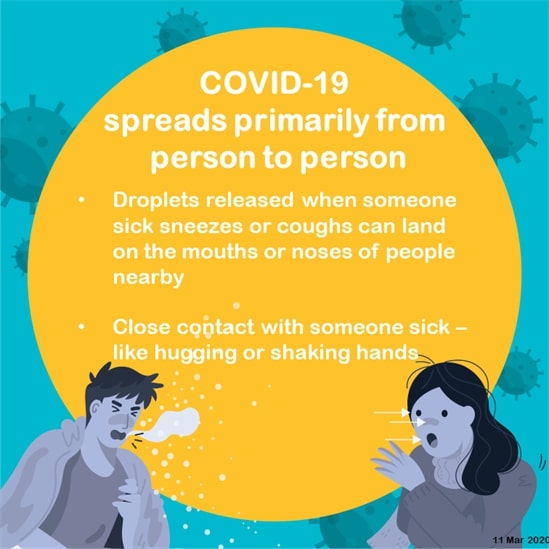 COVID-19
spreads primarily from
person to person
• Droplets released when someone
sick sneezes or coughs can land
on the mouths or noses of people
nearby
• Close contact with someone sick –
like hugging or shaking hands
11 Mar 2020